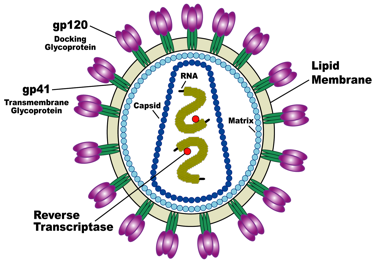 gp120
Docking
Glycoprotein
gp41
Transmembrane
Glycoprotein
Lipid
Membrane
RNA
Capsid
Matrix
Reverse
Transcriptase